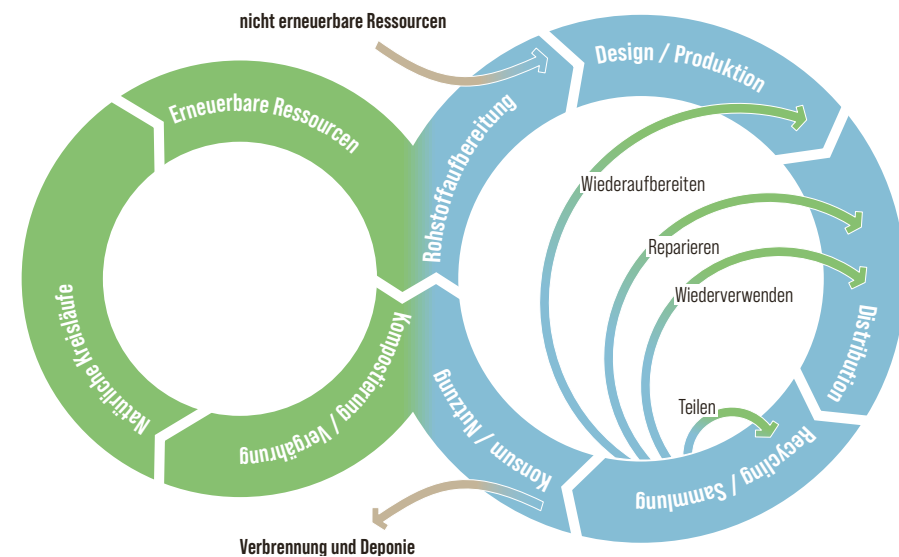 nicht erneuerbare Ressourcen
Design / Produktion
Erneuerbare Ressourcen
Rohstoffaufbereitung
Wiederaufbereiten
Reparieren
Wiederverwenden
Natürliche Kreisläufe
Kompostierung / Vergährung
Konsum / Nutzung
Distribution
Teilen
Recycling / Sammlung
Verbrennung und Deponie